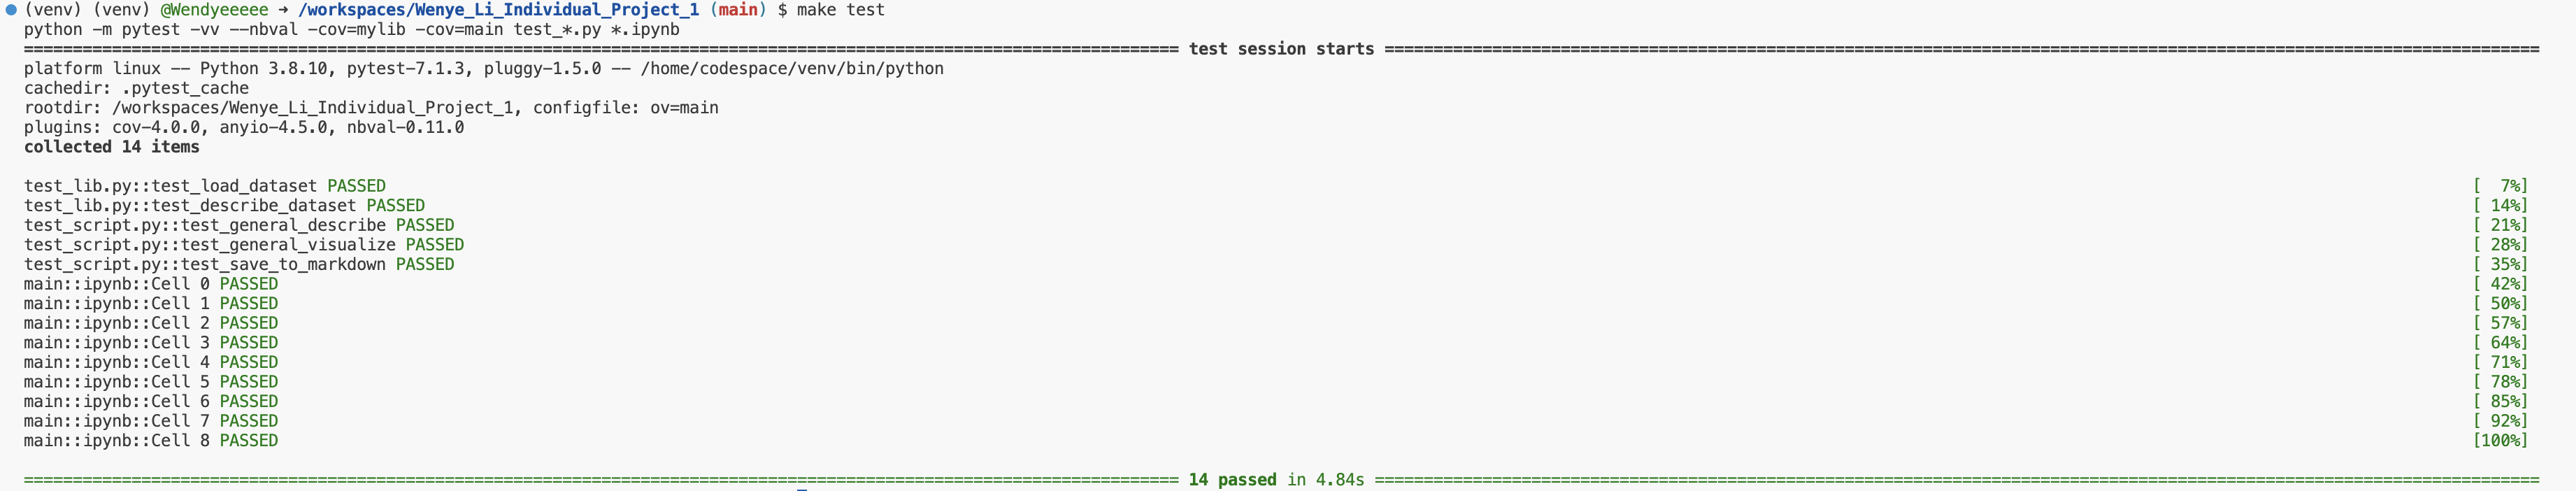 (venv) (venv) @Wendyeeeee → /workspaces/Wenye_Li_Individual_Project_1 (main) $ make test
python -m pytest -vv --nbval -cov=mylib -cov=main test_*.py *.ipynb
============ test session starts ============
platform linux -- Python 3.8.10, pytest-7.1.3, pluggy-1.5.0 -- /home/codespace/venv/bin/python
cachedir: .pytest_cache
rootdir: /workspaces/Wenye_Li_Individual_Project_1, configfile: ov=main
plugins: cov-4.0.0, anyio-4.5.0, nbval-0.11.0
collected 14 items
test_lib.py::test_load_dataset PASSED [  7%]
test_lib.py::test_describe_dataset PASSED [ 14%]
test_script.py::test_general_describe PASSED [ 21%]
test_script.py::test_general_visualize PASSED [ 28%]
test_script.py::test_save_to_markdown PASSED [ 35%]
main::ipynb::Cell 0 PASSED [ 42%]
main::ipynb::Cell 1 PASSED [ 50%]
main::ipynb::Cell 2 PASSED [ 57%]
main::ipynb::Cell 3 PASSED [ 64%]
main::ipynb::Cell 4 PASSED [ 71%]
main::ipynb::Cell 5 PASSED [ 78%]
main::ipynb::Cell 6 PASSED [ 85%]
main::ipynb::Cell 7 PASSED [ 92%]
main::ipynb::Cell 8 PASSED [100%]
============ 14 passed in 4.84s ============